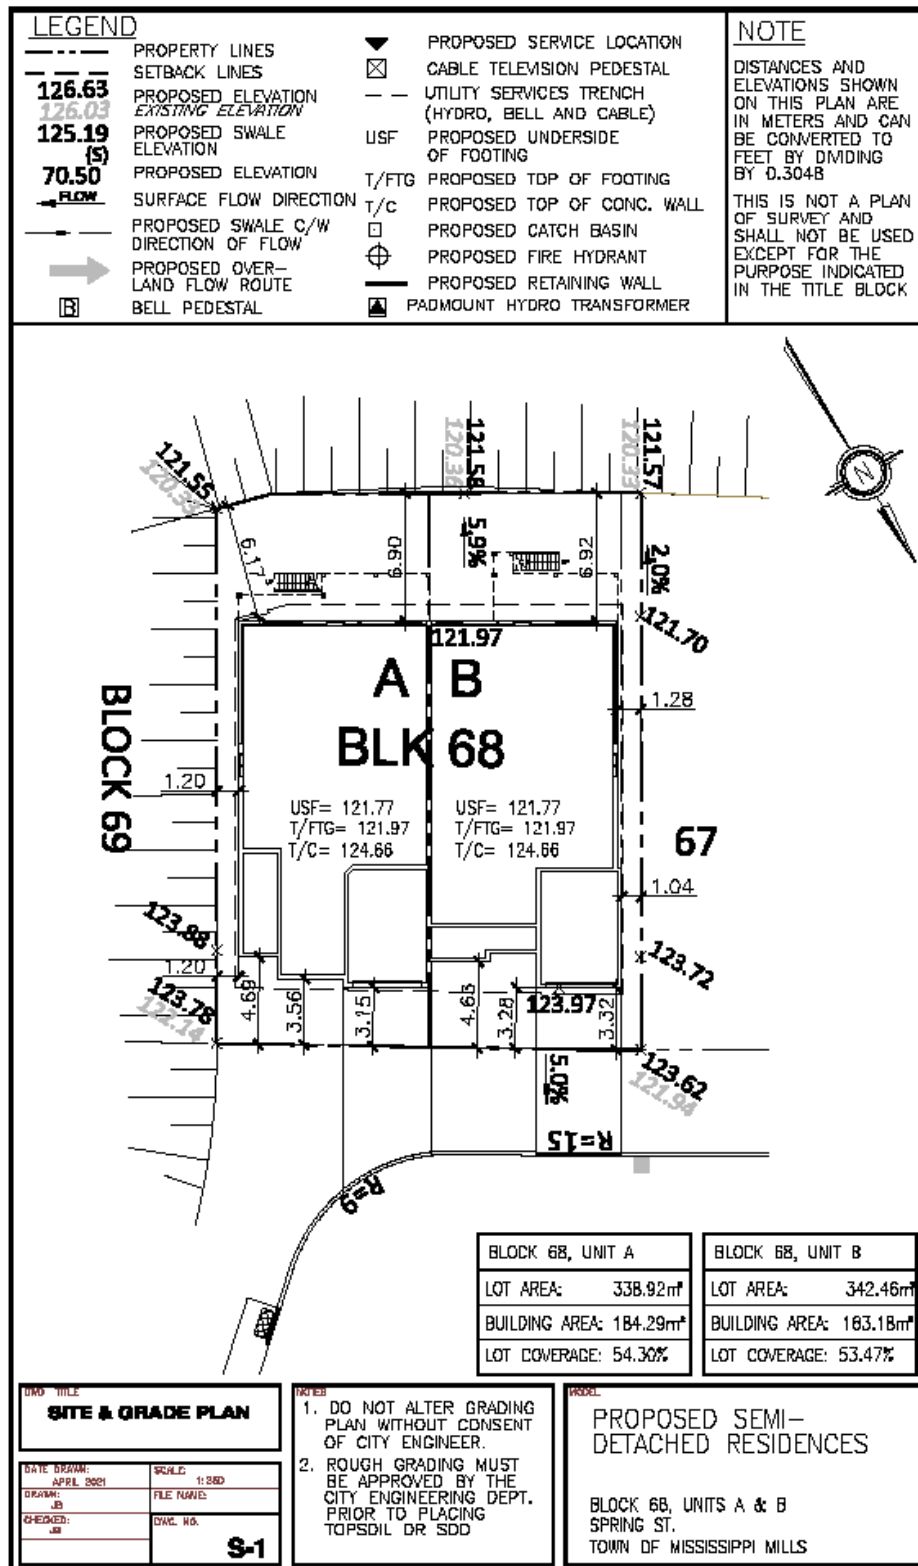 LEGEND
PROPERTY LINES
SETBACK LINES
126.63
126.03
PROPOSED ELEVATION
EXISTING ELEVATION
125.19
(S)
PROPOSED SWALE
ELEVATION
70.50
PROPOSED ELEVATION
FLOW
SURFACE FLOW DIRECTION
PROPOSED SWALE C/W
DIRECTION OF FLOW
PROPOSED OVER-
LAND FLOW ROUTE
B
BELL PEDESTAL
PROPOSED SERVICE LOCATION
CABLE TELEVISION PEDESTAL
UTILITY SERVICES TRENCH
(HYDRO, BELL AND CABLE)
USF
PROPOSED UNDERSIDE
OF FOOTING
T/FTG
PROPOSED TOP OF FOOTING
T/C
PROPOSED TOP OF CONC. WALL
PROPOSED CATCH BASIN
PROPOSED FIRE HYDRANT
PROPOSED RETAINING WALL
PADMOUNT HYDRO TRANSFORMER
NOTE
DISTANCES AND
ELEVATIONS SHOWN
ON THIS PLAN ARE
IN METERS AND CAN
BE CONVERTED TO
FEET BY DIVIDING
BY 0.3048
THIS IS NOT A PLAN
OF SURVEY AND
SHALL NOT BE USED
EXCEPT FOR THE
PURPOSE INDICATED
IN THE TITLE BLOCK
N
121.55
121.58
120.36
121.57
120.33
6.17
6.90
5.9%
6.92
2.0%
121.97
121.70
A
B
BLK 68
BLOCK 69
67
1.28
1.20
USF= 121.77
T/FTG= 121.97
T/C= 124.66
USF= 121.77
T/FTG= 121.97
T/C= 124.66
1.04
123.88
1.20
123.72
123.78
122.14
4.69
3.56
3.15
4.63
3.28
123.97
3.32
5.0%
123.62
121.94
R=15
R=9
BLOCK 68, UNIT A
LOT AREA: 338.92m²
BUILDING AREA: 184.29m²
LOT COVERAGE: 54.30%
BLOCK 68, UNIT B
LOT AREA: 342.46m²
BUILDING AREA: 183.18m²
LOT COVERAGE: 53.47%
DWG TITLE
SITE & GRADE PLAN
DATE DRAWN:
APRIL 2021
SCALE:
DRAWN:
JB
FILE NAME:
CHECKED:
JB
DWG. NO.
S-1
NOTES
1. DO NOT ALTER GRADING
PLAN WITHOUT CONSENT
OF CITY ENGINEER.
2. ROUGH GRADING MUST
BE APPROVED BY THE
CITY ENGINEERING DEPT.
PRIOR TO PLACING
TOPSOIL OR SOD
MODEL
PROPOSED SEMI-
DETACHED RESIDENCES
BLOCK 68, UNITS A & B
SPRING ST.
TOWN OF MISSISSIPPI MILLS